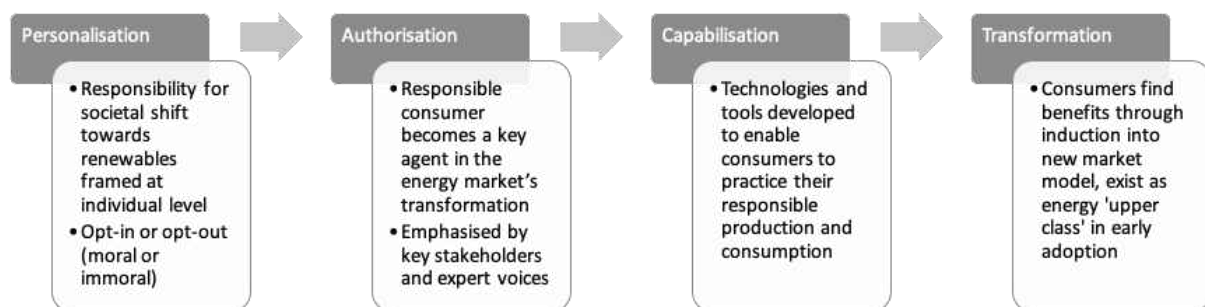 Personalisation
• Responsibility for
societal shift
towards
renewables
framed at
individual level
• Opt-in or opt-out
(moral or
immoral)
Authorisation
• Responsible
consumer
becomes a key
agent in the
energy market's
transformation
• Emphasised by
key stakeholders
and expert voices
Capabilisation
• Technologies and
tools developed
to enable
consumers to
practice their
responsible
production and
consumption
Transformation
• Consumers find
benefits through
induction into
new market
model, exist as
energy 'upper
class' in early
adoption